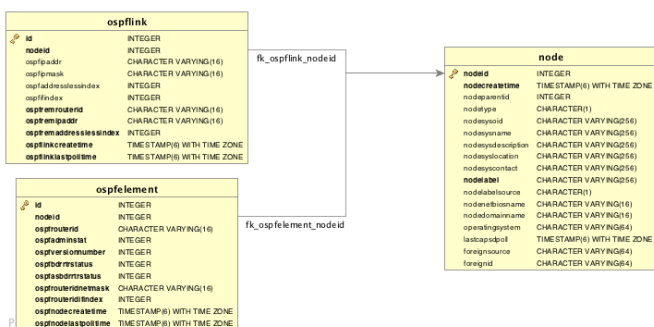 ospflink
id INTEGER
nodeid INTEGER
ospfipaddr CHARACTER VARYING(16)
ospfipmask CHARACTER VARYING(16)
ospfaddresslessindex INTEGER
ospfifindex INTEGER
ospfremrouterid CHARACTER VARYING(16)
ospfremipaddr CHARACTER VARYING(16)
ospfremaddresslessindex INTEGER
ospflinkcreatetime TIMESTAMP(6) WITH TIME ZONE
ospflinklastpolltime TIMESTAMP(6) WITH TIME ZONE
fk_ospflink_nodeid
node
nodeid INTEGER
nodecreatetime TIMESTAMP(6) WITH TIME ZONE
nodeparentid INTEGER
nodetype CHARACTER(1)
nodesysoid CHARACTER VARYING(256)
nodesysname CHARACTER VARYING(256)
nodesysdescription CHARACTER VARYING(256)
nodesyslocation CHARACTER VARYING(256)
nodesyscontact CHARACTER VARYING(256)
nodelabel CHARACTER VARYING(256)
nodelabelsource CHARACTER(1)
nodenetbiosname CHARACTER VARYING(16)
nodedomainname CHARACTER VARYING(16)
operatingsystem CHARACTER VARYING(64)
lastcapsdpoll TIMESTAMP(6) WITH TIME ZONE
foreignsource CHARACTER VARYING(64)
foreignid CHARACTER VARYING(64)
ospfelement
id INTEGER
nodeid INTEGER
ospfrouterid CHARACTER VARYING(16)
ospfadminstat INTEGER
ospfversionnumber INTEGER
ospfbdrrtrstatus INTEGER
ospfasbdrrtrstatus INTEGER
ospfrouteridnetmask CHARACTER VARYING(16)
ospfrouteridifindex INTEGER
ospfnodecreatetime TIMESTAMP(6) WITH TIME ZONE
ospfnodelastpolltime TIMESTAMP(6) WITH TIME ZONE
fk_ospfelement_nodeid